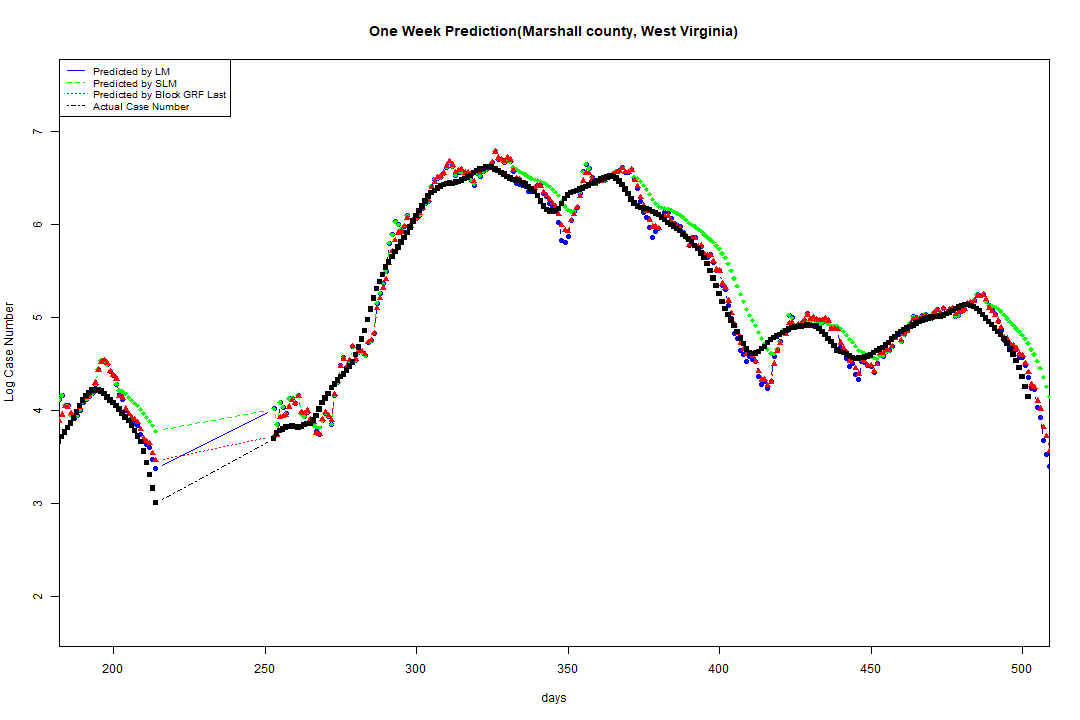 One Week Prediction(Marshall county, West Virginia)
Predicted by LM
Predicted by SLM
Predicted by Block GRF Last
Actual Case Number
7
6
5
4
3
2
Log Case Number
200 250 300 350 400 450 500
days